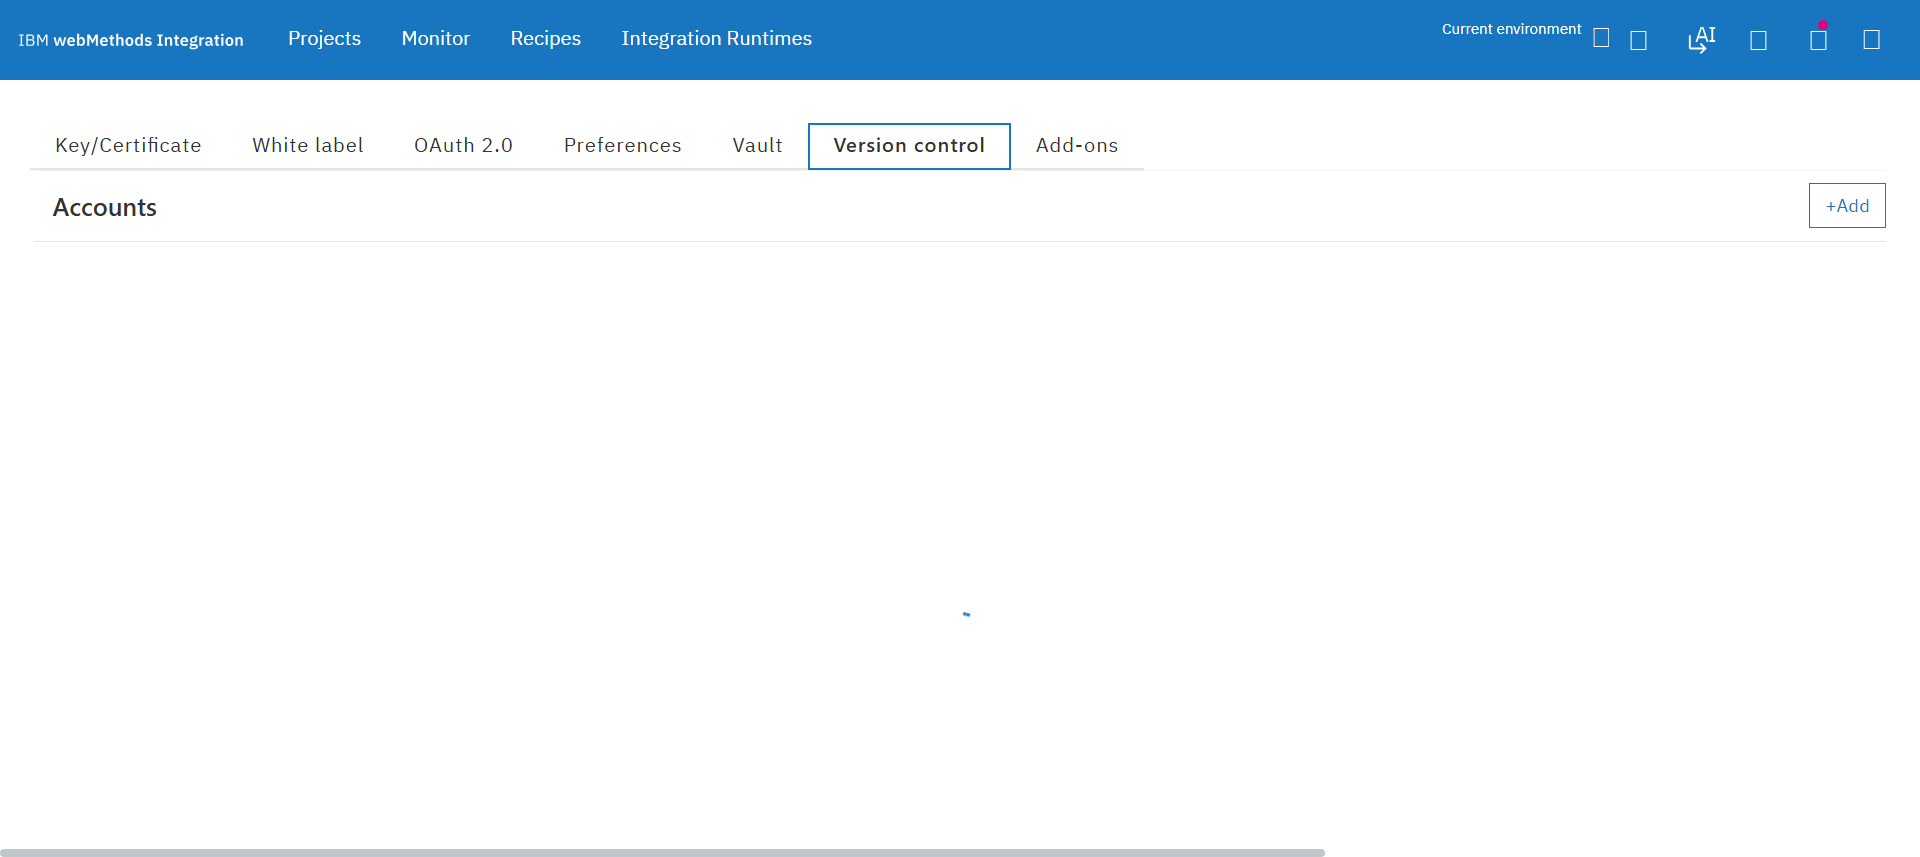 IBM webMethods Integration Projects Monitor Recipes Integration Runtimes Current environment AI
Key/Certificate White label OAuth 2.0 Preferences Vault Version control Add-ons
Accounts +Add